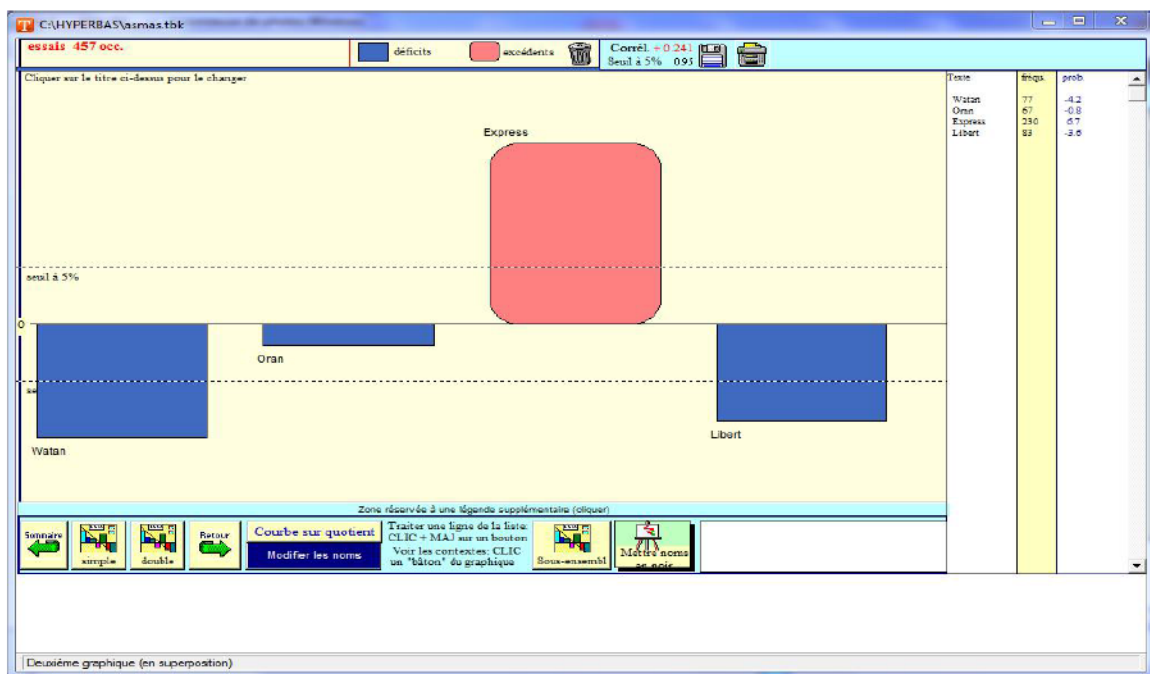 C:\HYPERBAS\asmas.tbk
essais 457 occ.
déficits
excédents
Corrél. + 0.241
Seuil à 5% 0.95
Cliquer sur le titre ci-dessus pour le changer
Texte fréqu. prob
Watan 77 -4.2
Oran 67 -0.8
Express 230 6.7
Libert 83 -3.6
Express
seuil à 5%
0
Oran
Libert
Watan
Zone réservée à une légende supplémentaire (cliquer)
Sommaire
simple
double
Retour
Courbe sur quotient
Modifier les noms
Traiter une ligne de la liste:
CLIC + MAJ sur un bouton
Voir les contextes: CLIC
un "bâton" du graphique
Sous-ensembl
Mettre noms
Deuxième graphique (en superposition)